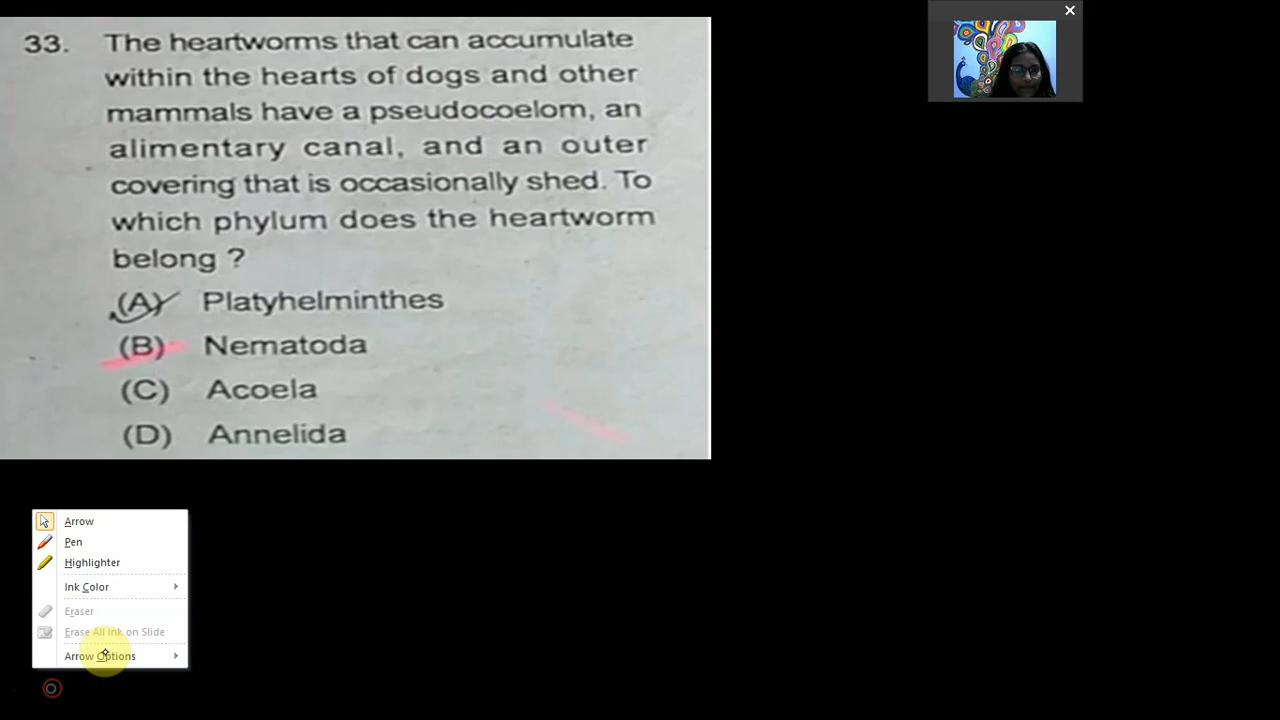 33. The heartworms that can accumulate
within the hearts of dogs and other
mammals have a pseudocoelom, an
alimentary canal, and an outer
covering that is occasionally shed. To
which phylum does the heartworm
belong ?
(A) Platyhelminthes
(B) Nematoda
(C) Acoela
(D) Annelida
Arrow
Pen
Highlighter
Ink Color
Eraser
Erase All Ink on Slide
Arrow Options